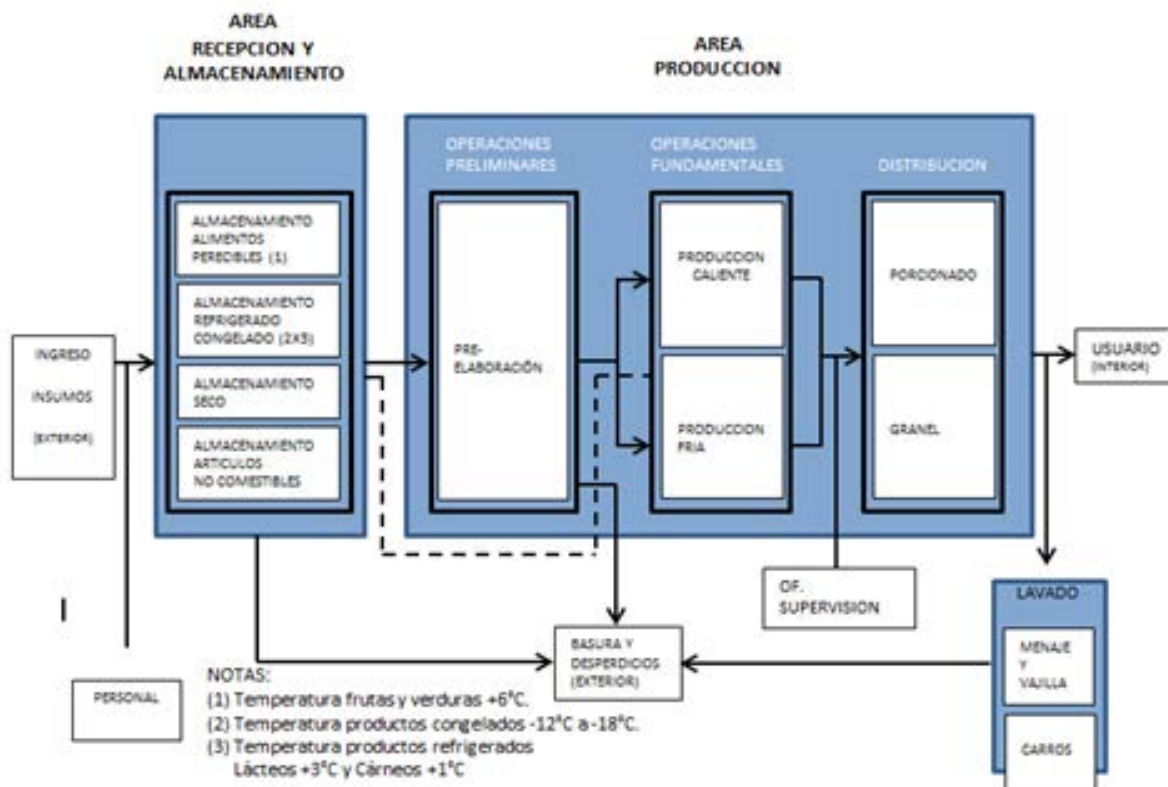 AREA
RECEPCION Y
ALMACENAMIENTO
AREA
PRODUCCION
OPERACIONES
PRELIMINARES
OPERACIONES
FUNDAMENTALES
DISTRIBUCION
INGRESO
INSUMOS
(EXTERIOR)
ALMACENAMIENTO
ALIMENTOS
PERECIBLES (1)
ALMACENAMIENTO
REFRIGERADO
CONGELADO (2X3)
ALMACENAMIENTO
SECO
ALMACENAMIENTO
ARTICULOS
NO COMESTIBLES
PRE-
ELABORACIÓN
PRODUCCION
CALIENTE
PRODUCCION
FRIA
PORCIONADO
GRANEL
USUARIO
(INTERIOR)
OF.
SUPERVISION
LAVADO
MENAJE
Y
VAJILLA
CARROS
BASURA Y
DESPERDICIOS
(EXTERIOR)
PERSONAL
NOTAS:
(1) Temperatura frutas y verduras +6°C.
(2) Temperatura productos congelados -12°C a -18°C.
(3) Temperatura productos refrigerados
Lácteos +3°C y Cárneos +1°C